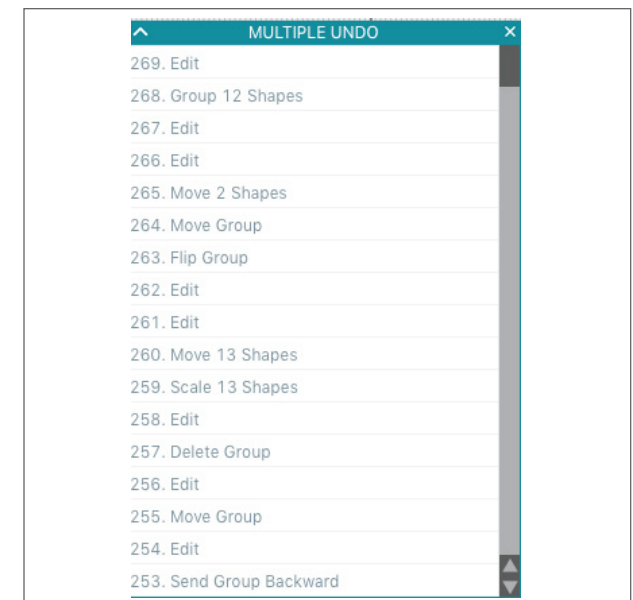 MULTIPLE UNDO
269. Edit
268. Group 12 Shapes
267. Edit
266. Edit
265. Move 2 Shapes
264. Move Group
263. Flip Group
262. Edit
261. Edit
260. Move 13 Shapes
259. Scale 13 Shapes
258. Edit
257. Delete Group
256. Edit
255. Move Group
254. Edit
253. Send Group Backward